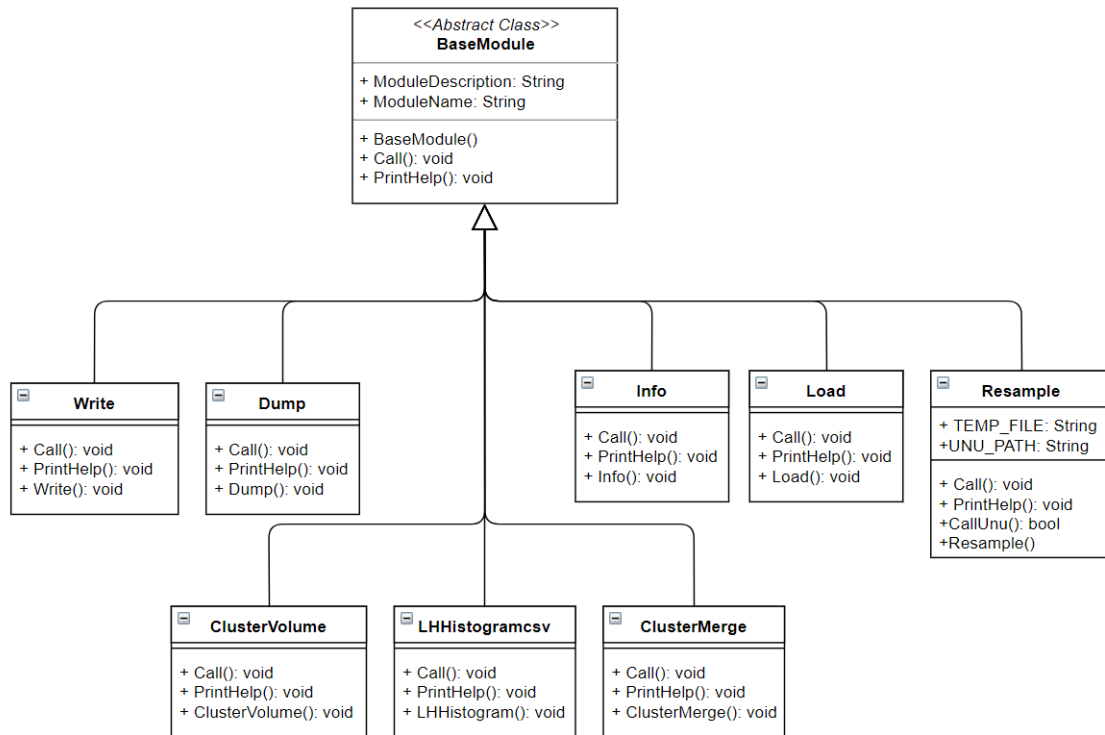 <<Abstract Class>>
BaseModule
+ ModuleDescription: String
+ ModuleName: String
+ BaseModule()
+ Call(): void
+ PrintHelp(): void
Write
+ Call(): void
+ PrintHelp(): void
+ Write(): void
Dump
+ Call(): void
+ PrintHelp(): void
+ Dump(): void
Info
+ Call(): void
+ PrintHelp(): void
+ Info(): void
Load
+ Call(): void
+ PrintHelp(): void
+ Load(): void
Resample
+ TEMP_FILE: String
+UNU_PATH: String
+ Call(): void
+ PrintHelp(): void
+CallUnu(): bool
+Resample()
ClusterVolume
+ Call(): void
+ PrintHelp(): void
+ ClusterVolume(): void
LHHistogramcsv
+ Call(): void
+ PrintHelp(): void
+ LHHistogram(): void
ClusterMerge
+ Call(): void
+ PrintHelp(): void
+ ClusterMerge(): void